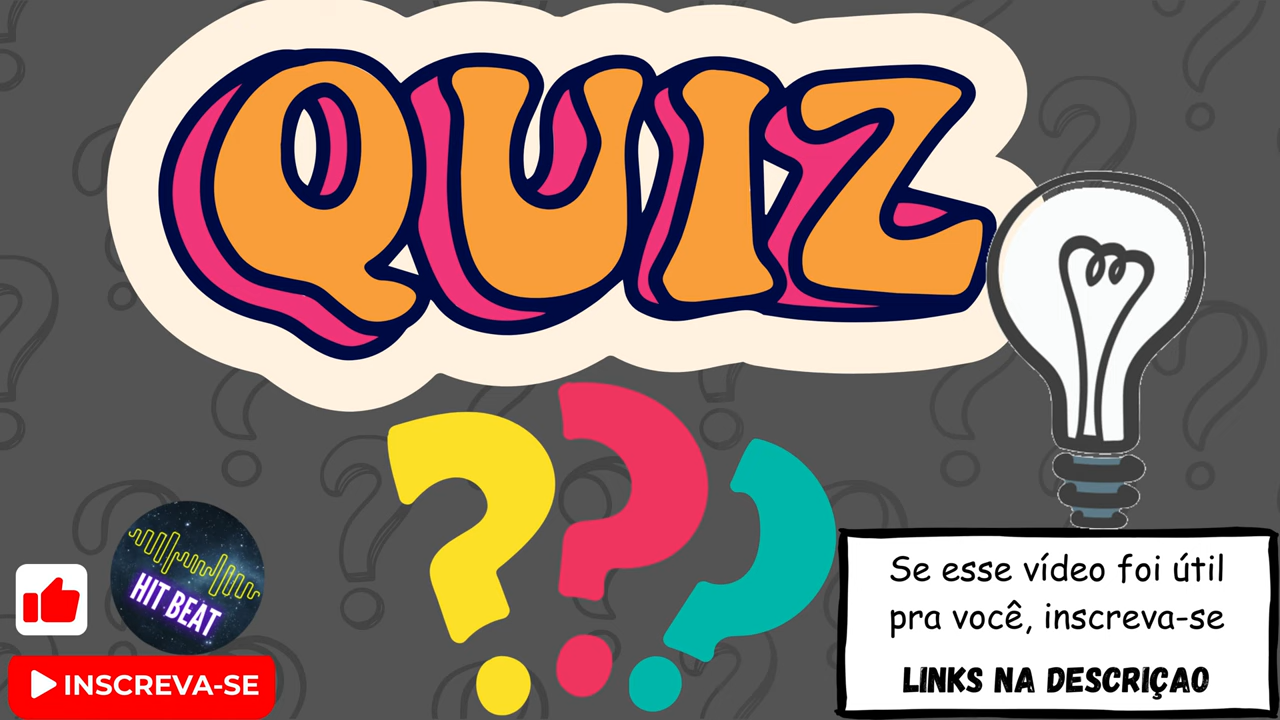 QUIZ
???
HIT BEAT
INSCREVA-SE
Se esse vídeo foi útil
pra você, inscreva-se
LINKS NA DESCRIÇAO